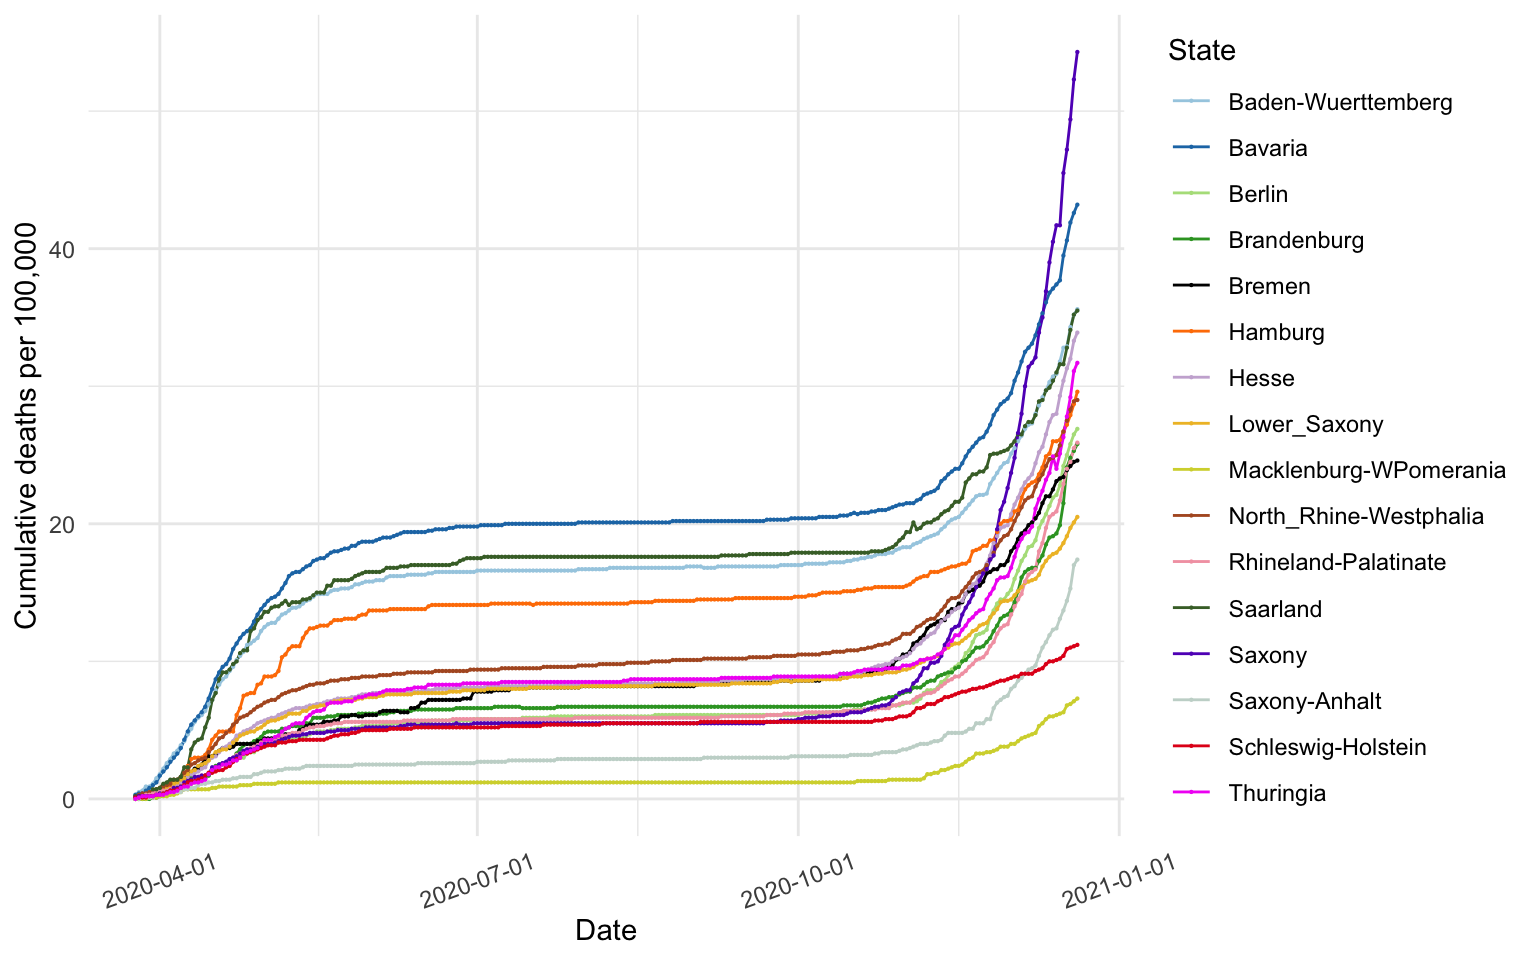 Cumulative deaths per 100,000
40
20
0
2020-04-01
2020-07-01
2020-10-01
2021-01-01
Date
State
Baden-Wuerttemberg
Bavaria
Berlin
Brandenburg
Bremen
Hamburg
Hesse
Lower_Saxony
Macklenburg-WPomerania
North_Rhine-Westphalia
Rhineland-Palatinate
Saarland
Saxony
Saxony-Anhalt
Schleswig-Holstein
Thuringia